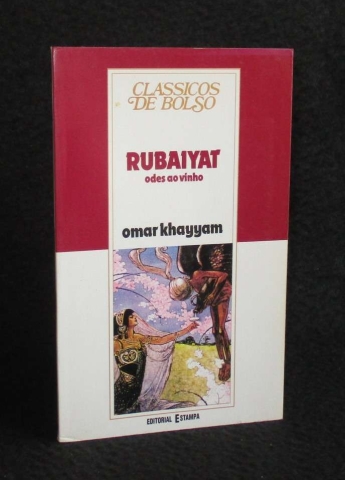 CLASSICOS
DE BOLSO
RUBAIYAT
odes ao vinho
omar khayyam
EDITORIAL ESTAMPA